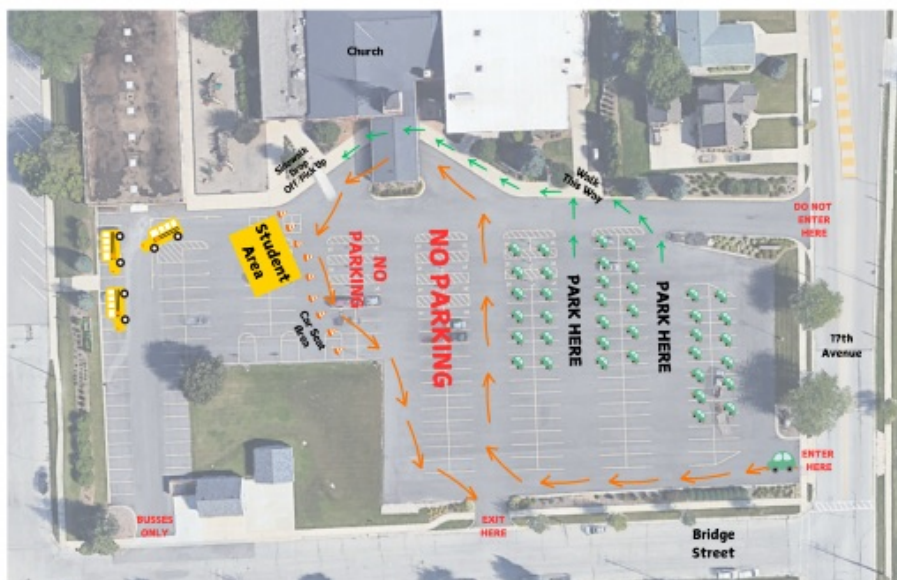 Church
Sidewalk
Drop
Off Pick Up
Walk
This Way
DO NOT
ENTER
HERE
Student
Area
NO
PARKING
NO PARKING
PARK HERE
PARK HERE
Car Seat
Area
17th
Avenue
ENTER
HERE
BUSSES
ONLY
EXIT
HERE
Bridge
Street